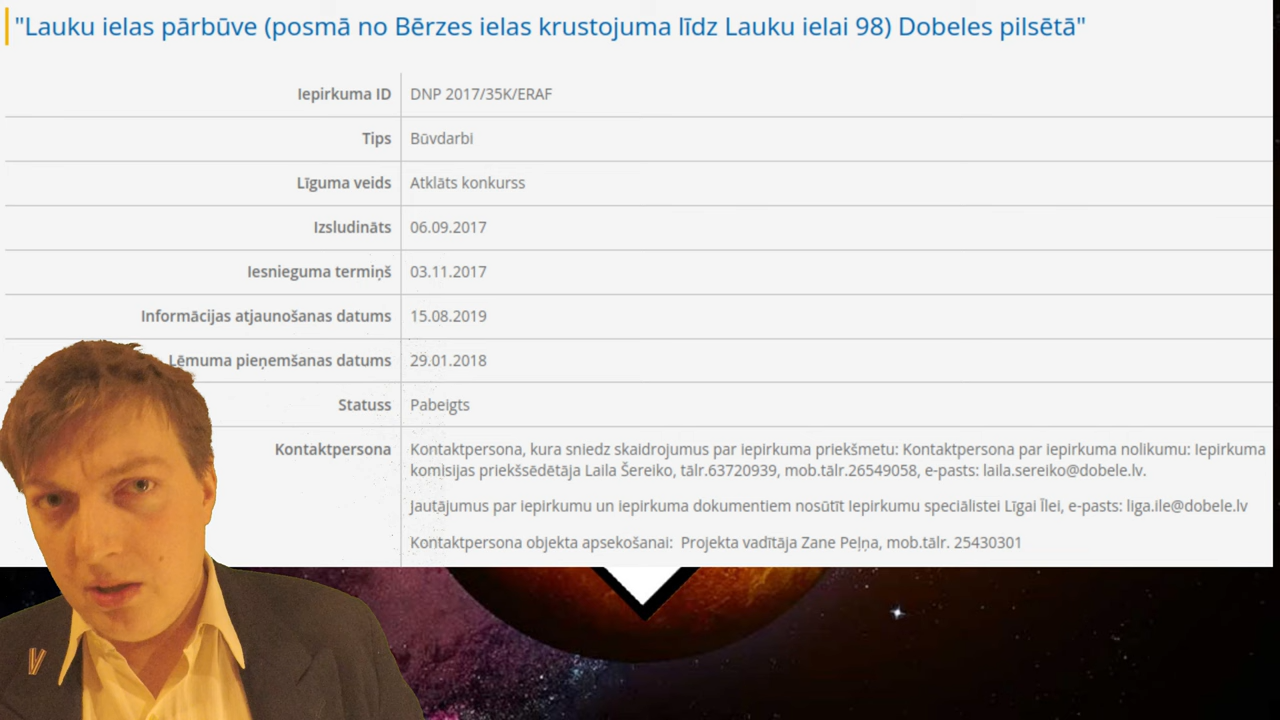 "Lauku ielas pārbūve (posmā no Bērzes ielas krustojuma līdz Lauku ielai 98) Dobeles pilsētā"
Iepirkuma ID DNP 2017/35K/ERAF
Tips Būvdarbi
Līguma veids Atklāts konkurss
Izsludināts 06.09.2017
Iesnieguma termiņš 03.11.2017
Informācijas atjaunošanas datums 15.08.2019
Lēmuma pieņemšanas datums 29.01.2018
Statuss Pabeigts
Kontaktpersona Kontaktpersona, kura sniedz skaidrojumus par iepirkuma priekšmetu: Kontaktpersona par iepirkuma nolikumu: Iepirkuma
komisijas priekšsēdētāja Laila Šereiko, tālr.63720939, mob.tālr.26549058, e-pasts: laila.sereiko@dobele.lv.
Jautājumus par iepirkumu un iepirkuma dokumentiem nosūtīt Iepirkumu speciālistei Līgai Īlei, e-pasts: liga.ile@dobele.lv
Kontaktpersona objekta apsekošanai: Projekta vadītāja Zane Peļņa, mob.tālr. 25430301